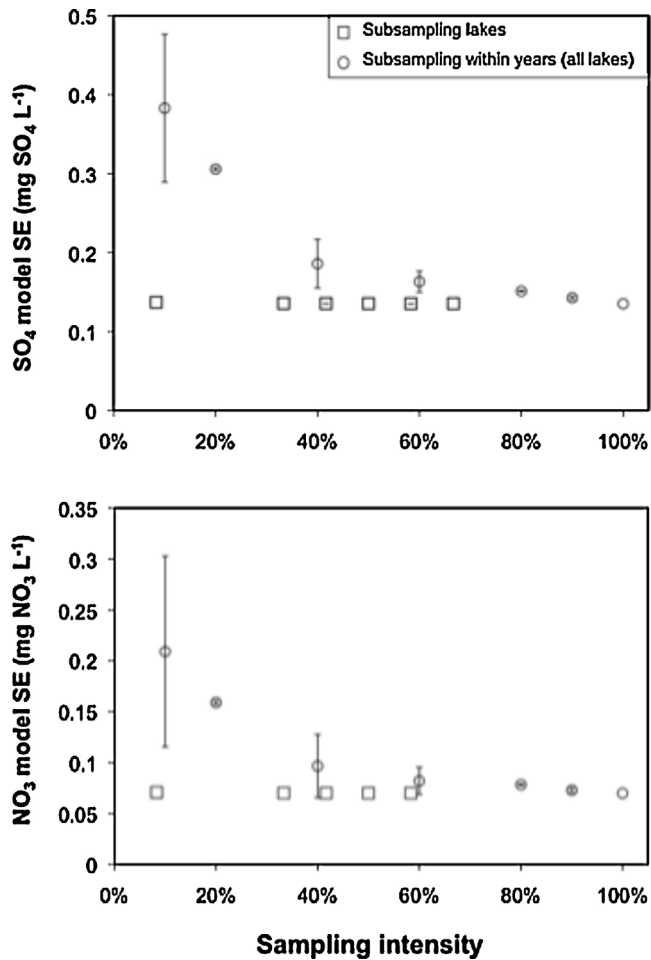 SO₄ model SE (mg SO₄ L⁻¹)
0.5
0.4
0.3
0.2
0.1
0
Subsampling lakes
Subsampling within years (all lakes)
0% 20% 40% 60% 80% 100%
NO₃ model SE (mg NO₃ L⁻¹)
0.35
0.3
0.25
0.2
0.15
0.1
0.05
0
0% 20% 40% 60% 80% 100%
Sampling intensity